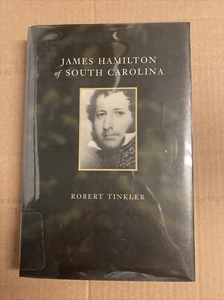 JAMES HAMILTON
of SOUTH CAROLINA
ROBERT TINKLER